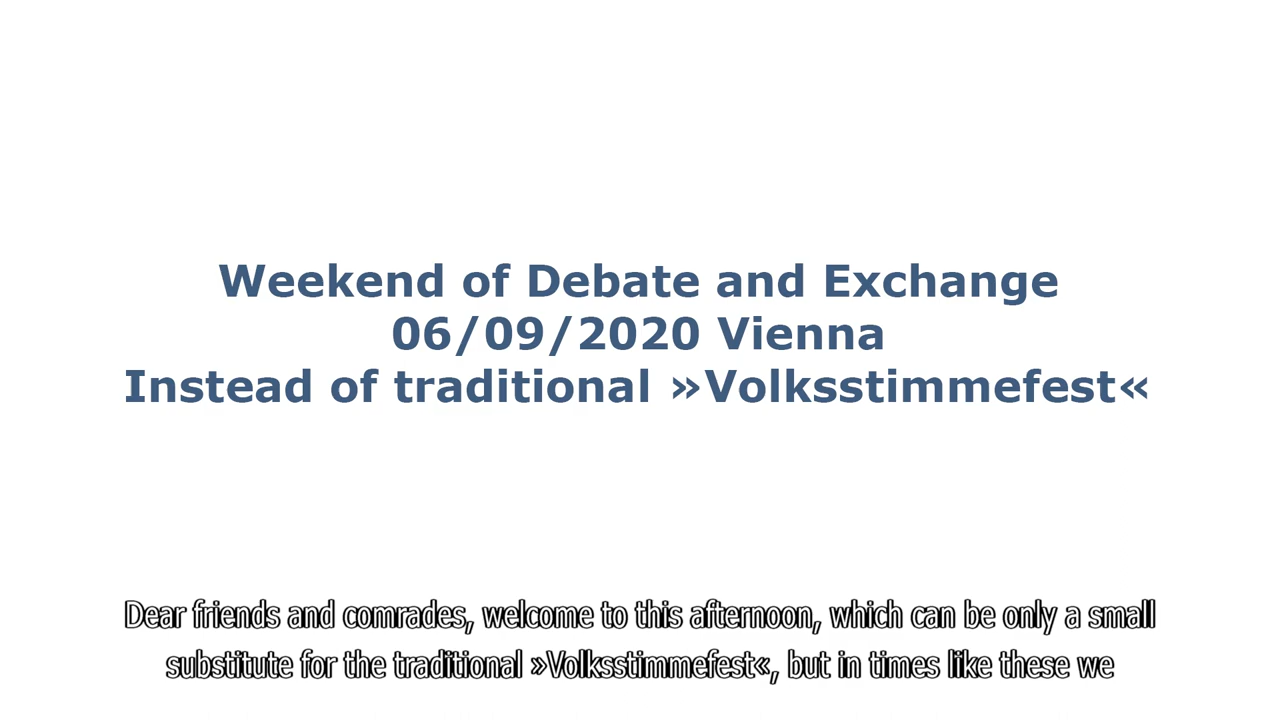 Weekend of Debate and Exchange
06/09/2020 Vienna
Instead of traditional »Volksstimmefest«
Dear friends and comrades, welcome to this afternoon, which can be only a small
substitute for the traditional »Volksstimmefest«, but in times like these we